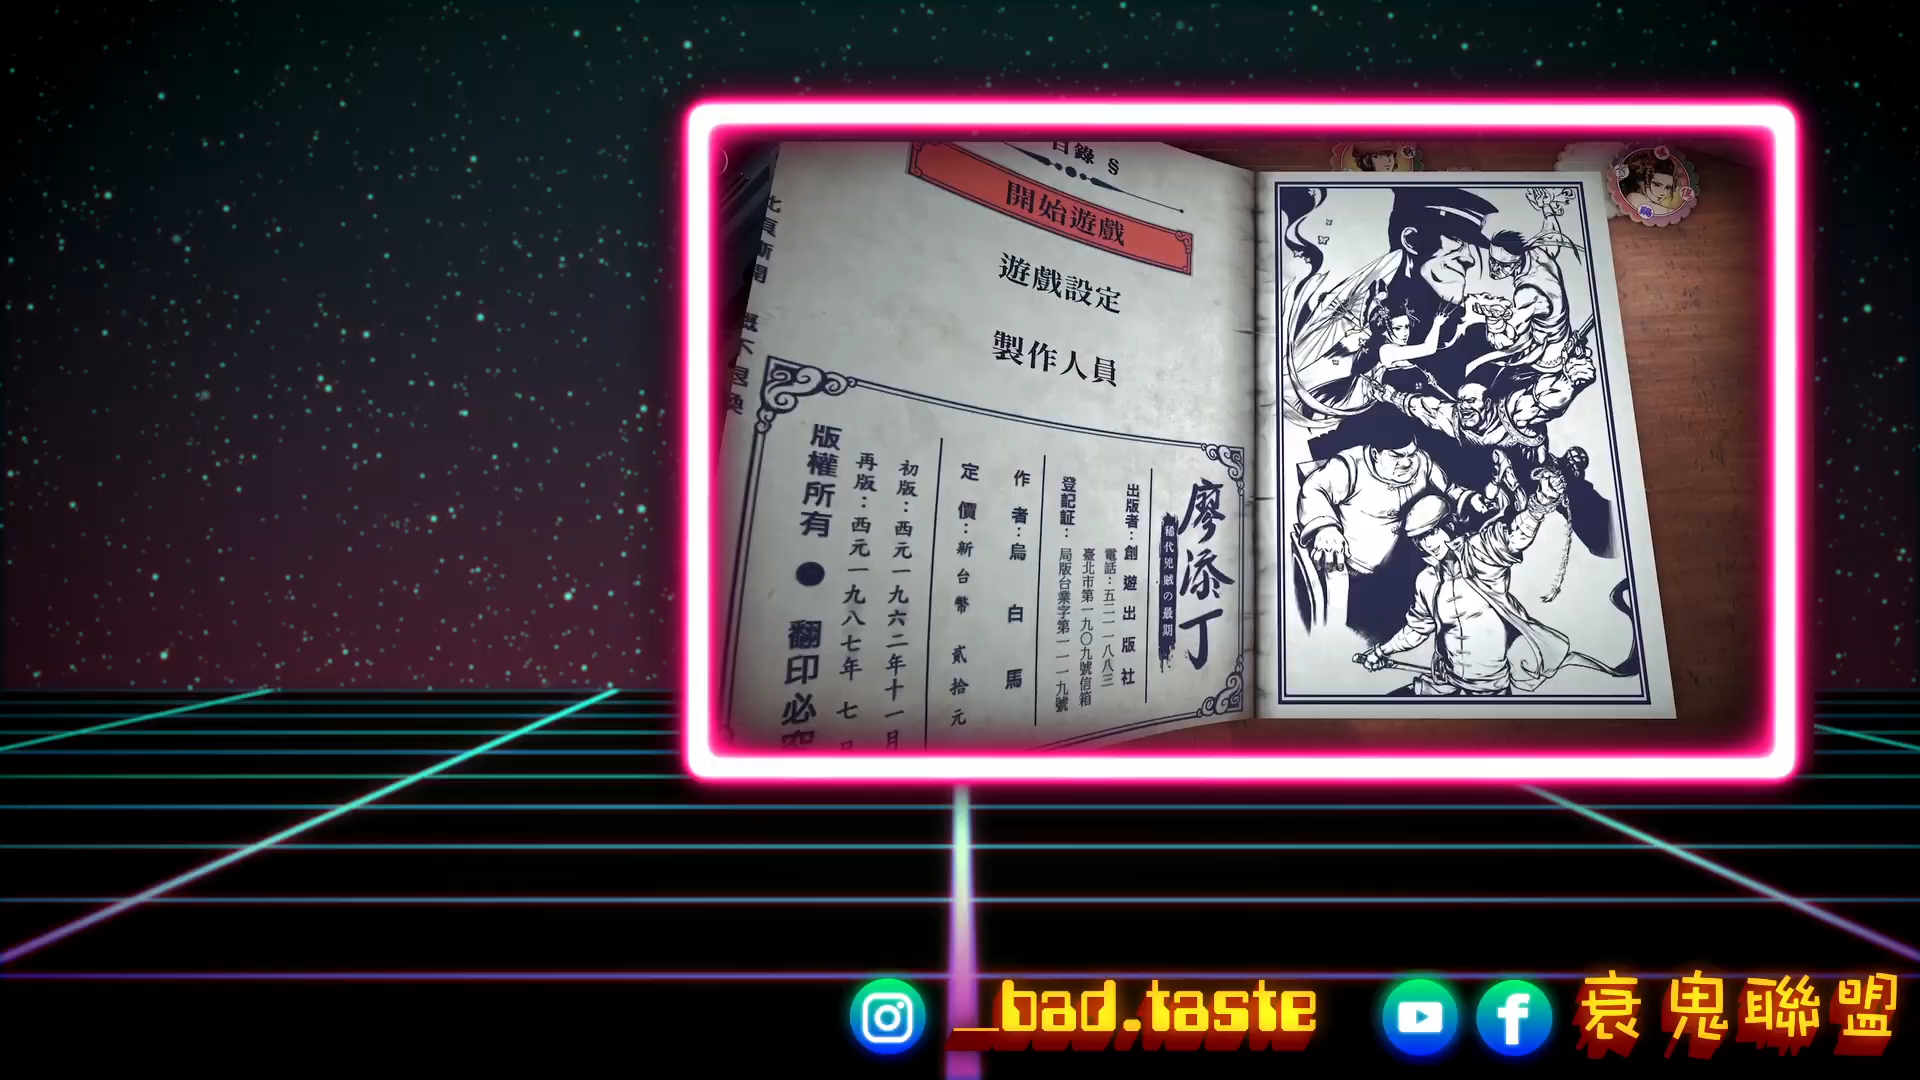 目錄 §
開始遊戲
遊戲設定
製作人員
廖添丁
稀代兇賊の最期
出版者:創遊出版社
電話:五二一一八八三
臺北市第一九〇九號信箱
登記証:局版台業字第一一一九號
作者:烏白馬
定價:新台幣貳拾元
初版:西元一九六二年十一月
再版:西元一九八七年七
版權所有 ● 翻印必
_bad.taste
衰鬼聯盟